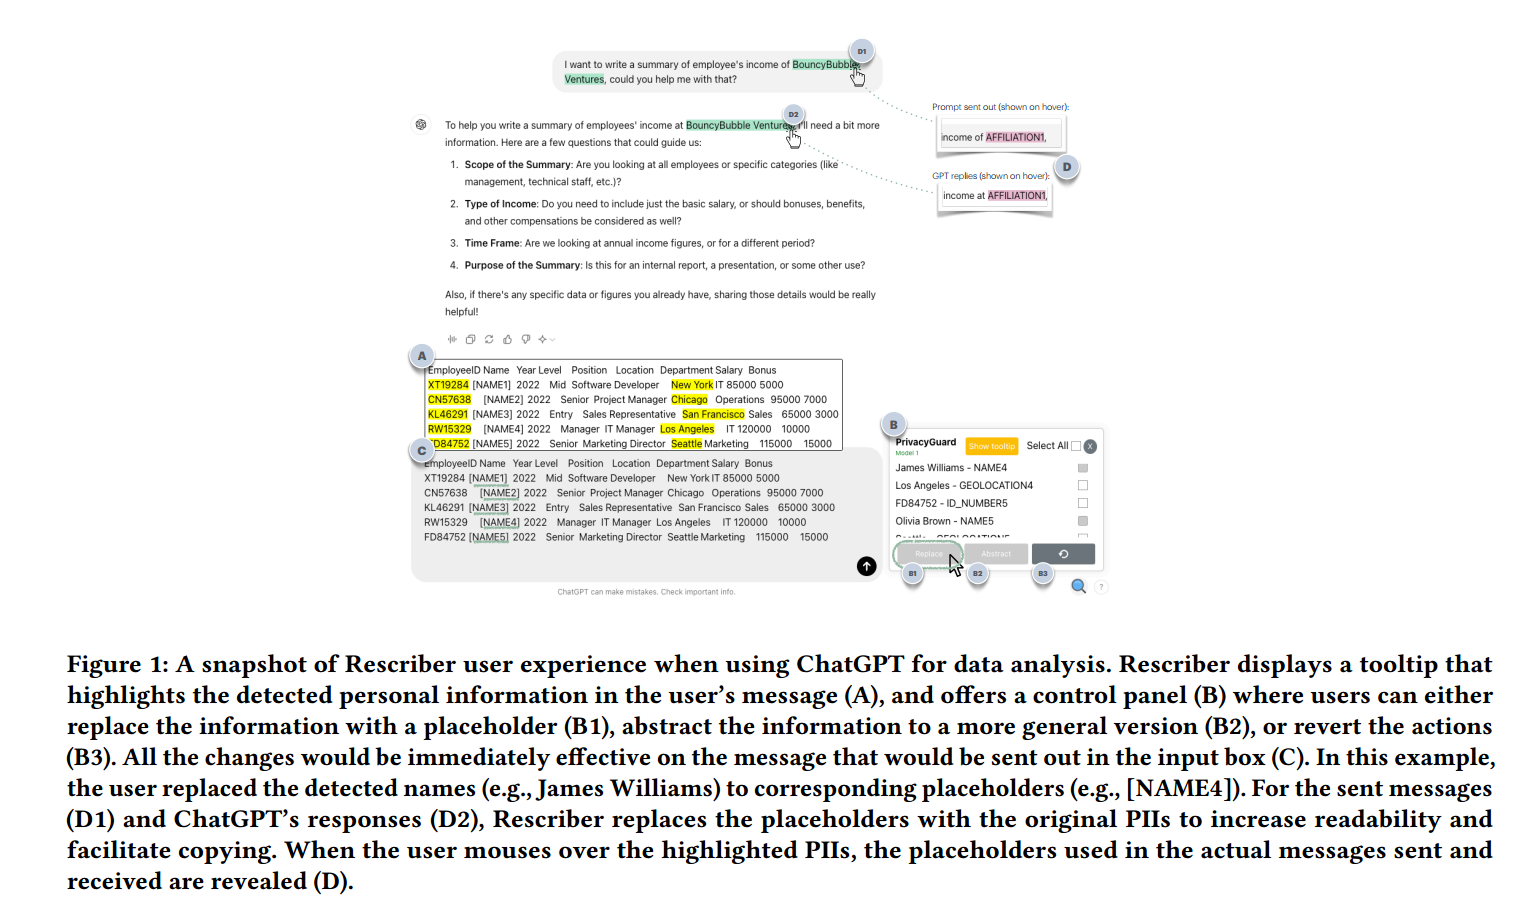 D1
I want to write a summary of employee's income of BouncyBubble
Ventures, could you help me with that?
Prompt sent out (shown on hover):
income of AFFILIATION1,
D2
To help you write a summary of employees' income at BouncyBubble Ventures, I'll need a bit more
information. Here are a few questions that could guide us:
D
GPT replies (shown on hover):
income at AFFILIATION1,
1. Scope of the Summary: Are you looking at all employees or specific categories (like
management, technical staff, etc.)?
2. Type of Income: Do you need to include just the basic salary, or should bonuses, benefits,
and other compensations be considered as well?
3. Time Frame: Are we looking at annual income figures, or for a different period?
4. Purpose of the Summary: Is this for an internal report, a presentation, or some other use?
Also, if there's any specific data or figures you already have, sharing those details would be really
helpful!
A
EmployeeID Name Year Level Position Location Department Salary Bonus
XT19284 [NAME1] 2022 Mid Software Developer New York IT 85000 5000
CN57638 [NAME2] 2022 Senior Project Manager Chicago Operations 95000 7000
KL46291 [NAME3] 2022 Entry Sales Representative San Francisco Sales 65000 3000
RW15329 [NAME4] 2022 Manager IT Manager Los Angeles IT 120000 10000
FD84752 [NAME5] 2022 Senior Marketing Director Seattle Marketing 115000 15000
C
EmployeeID Name Year Level Position Location Department Salary Bonus
XT19284 [NAME1] 2022 Mid Software Developer New York IT 85000 5000
CN57638 [NAME2] 2022 Senior Project Manager Chicago Operations 95000 7000
KL46291 [NAME3] 2022 Entry Sales Representative San Francisco Sales 65000 3000
RW15329 [NAME4] 2022 Manager IT Manager Los Angeles IT 120000 10000
FD84752 [NAME5] 2022 Senior Marketing Director Seattle Marketing 115000 15000
B
PrivacyGuard
Model 1
Show tooltip
Select All
X
James Williams - NAME4
Los Angeles - GEOLOCATION4
FD84752 - ID_NUMBER5
Olivia Brown - NAME5
Seattle - GEOLOCATION5
Replace
Abstract
B1
B2
B3
?
ChatGPT can make mistakes. Check important info.
Figure 1: A snapshot of Rescriber user experience when using ChatGPT for data analysis. Rescriber displays a tooltip that
highlights the detected personal information in the user's message (A), and offers a control panel (B) where users can either
replace the information with a placeholder (B1), abstract the information to a more general version (B2), or revert the actions
(B3). All the changes would be immediately effective on the message that would be sent out in the input box (C). In this example,
the user replaced the detected names (e.g., James Williams) to corresponding placeholders (e.g., [NAME4]). For the sent messages
(D1) and ChatGPT's responses (D2), Rescriber replaces the placeholders with the original PIIs to increase readability and
facilitate copying. When the user mouses over the highlighted PIIs, the placeholders used in the actual messages sent and
received are revealed (D).